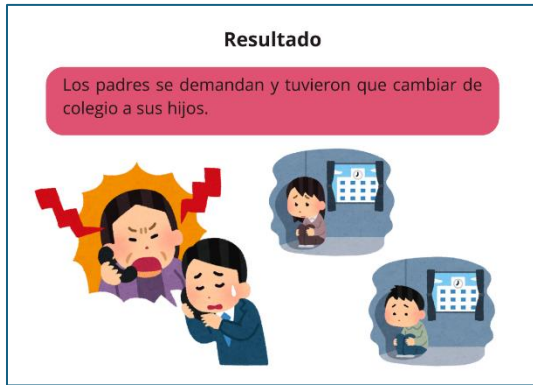 Resultado
Los padres se demandan y tuvieron que cambiar de
colegio a sus hijos.